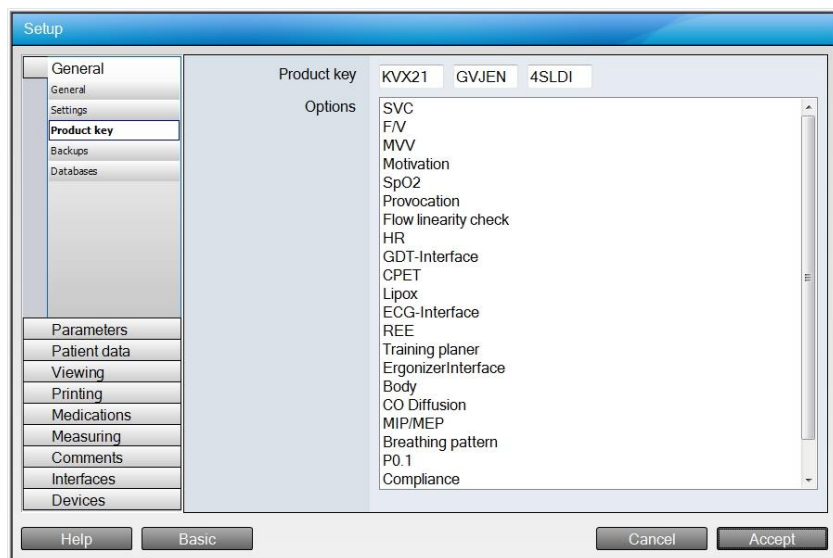 Setup
General
General
Settings
Product key
Backups
Databases
Parameters
Patient data
Viewing
Printing
Medications
Measuring
Comments
Interfaces
Devices
Product key KVX21 GVJEN 4SLDI
Options
SVC
F/V
MVV
Motivation
SpO2
Provocation
Flow linearity check
HR
GDT-Interface
CPET
Lipox
ECG-Interface
REE
Training planer
ErgonizerInterface
Body
CO Diffusion
MIP/MEP
Breathing pattern
P0.1
Compliance
Help Basic Cancel Accept